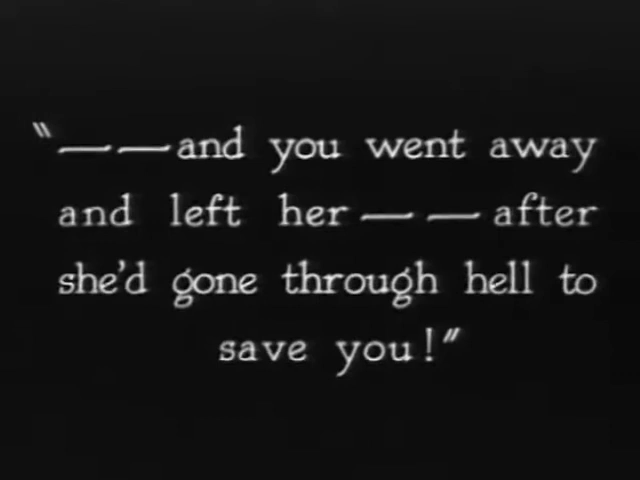 "——and you went away
and left her——after
she'd gone through hell to
save you!"